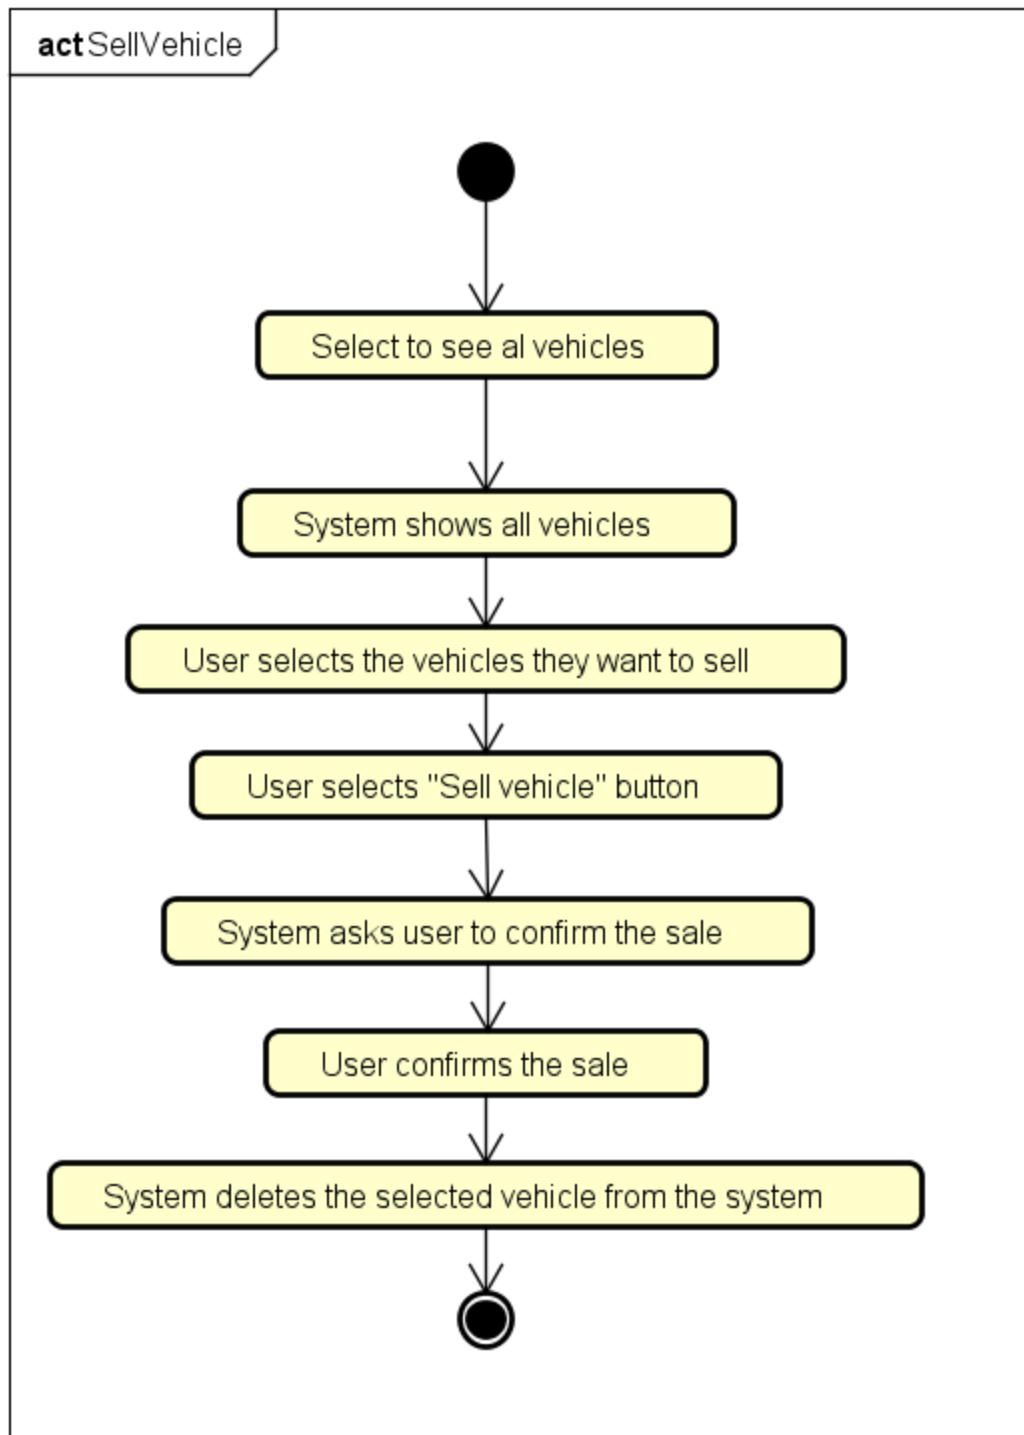 act SellVehicle
Select to see al vehicles
System shows all vehicles
User selects the vehicles they want to sell
User selects "Sell vehicle" button
System asks user to confirm the sale
User confirms the sale
System deletes the selected vehicle from the system